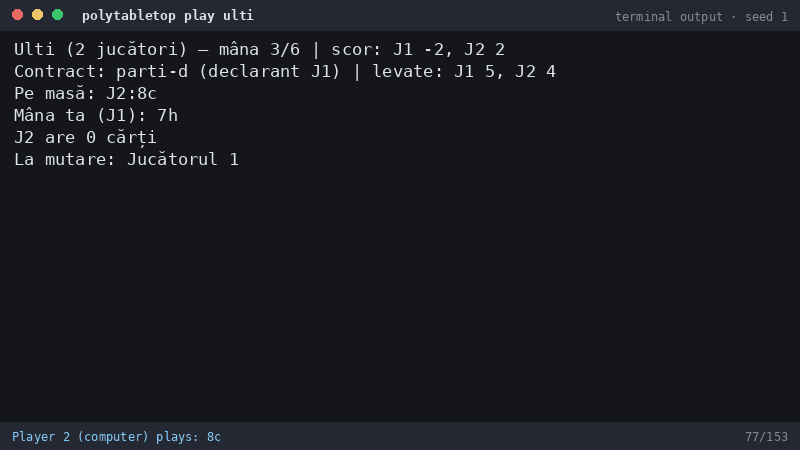 polytabletop play ulti
terminal output · seed 1
Ulti (2 jucători) — mâna 3/6 | scor: J1 -2, J2 2
Contract: parti-d (declarant J1) | levate: J1 5, J2 4
Pe masă: J2:8c
Mâna ta (J1): 7h
J2 are 0 cărți
La mutare: Jucătorul 1
Player 2 (computer) plays: 8c
77/153